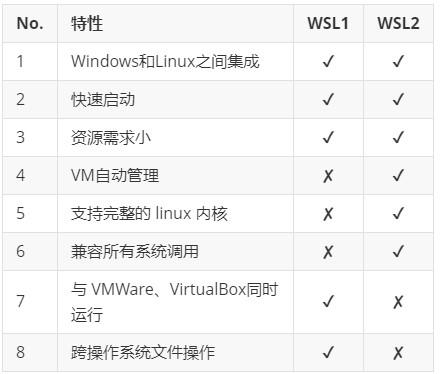 No. 特性 WSL1 WSL2
1 Windows和Linux之间集成 ✓ ✓
2 快速启动 ✓ ✓
3 资源需求小 ✓ ✓
4 VM自动管理 ✗ ✓
5 支持完整的 linux 内核 ✗ ✓
6 兼容所有系统调用 ✗ ✓
7 与 VMWare、VirtualBox同时
运行 ✓ ✗
8 跨操作系统文件操作 ✓ ✗